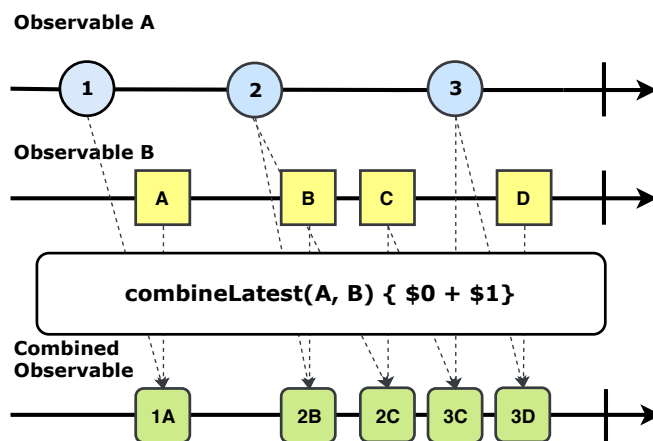 Observable A
1
2
3
Observable B
A
B
C
D
combineLatest(A, B) { $0 + $1}
Combined
Observable
1A
2B
2C
3C
3D